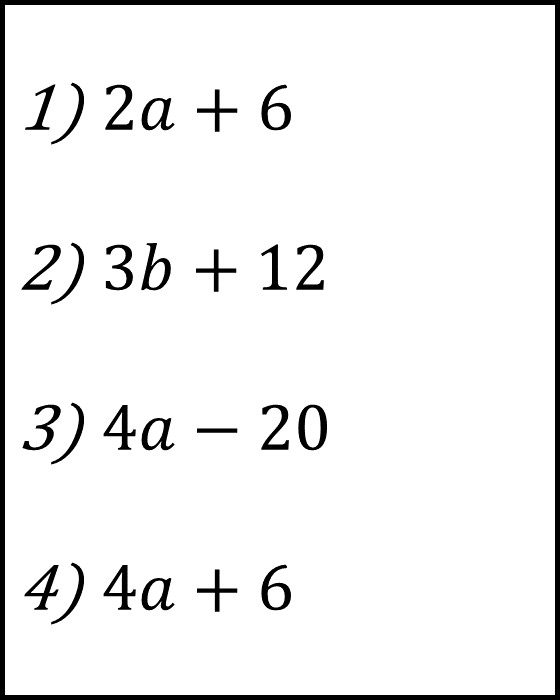 1) 2a + 6
2) 3b + 12
3) 4a − 20
4) 4a + 6